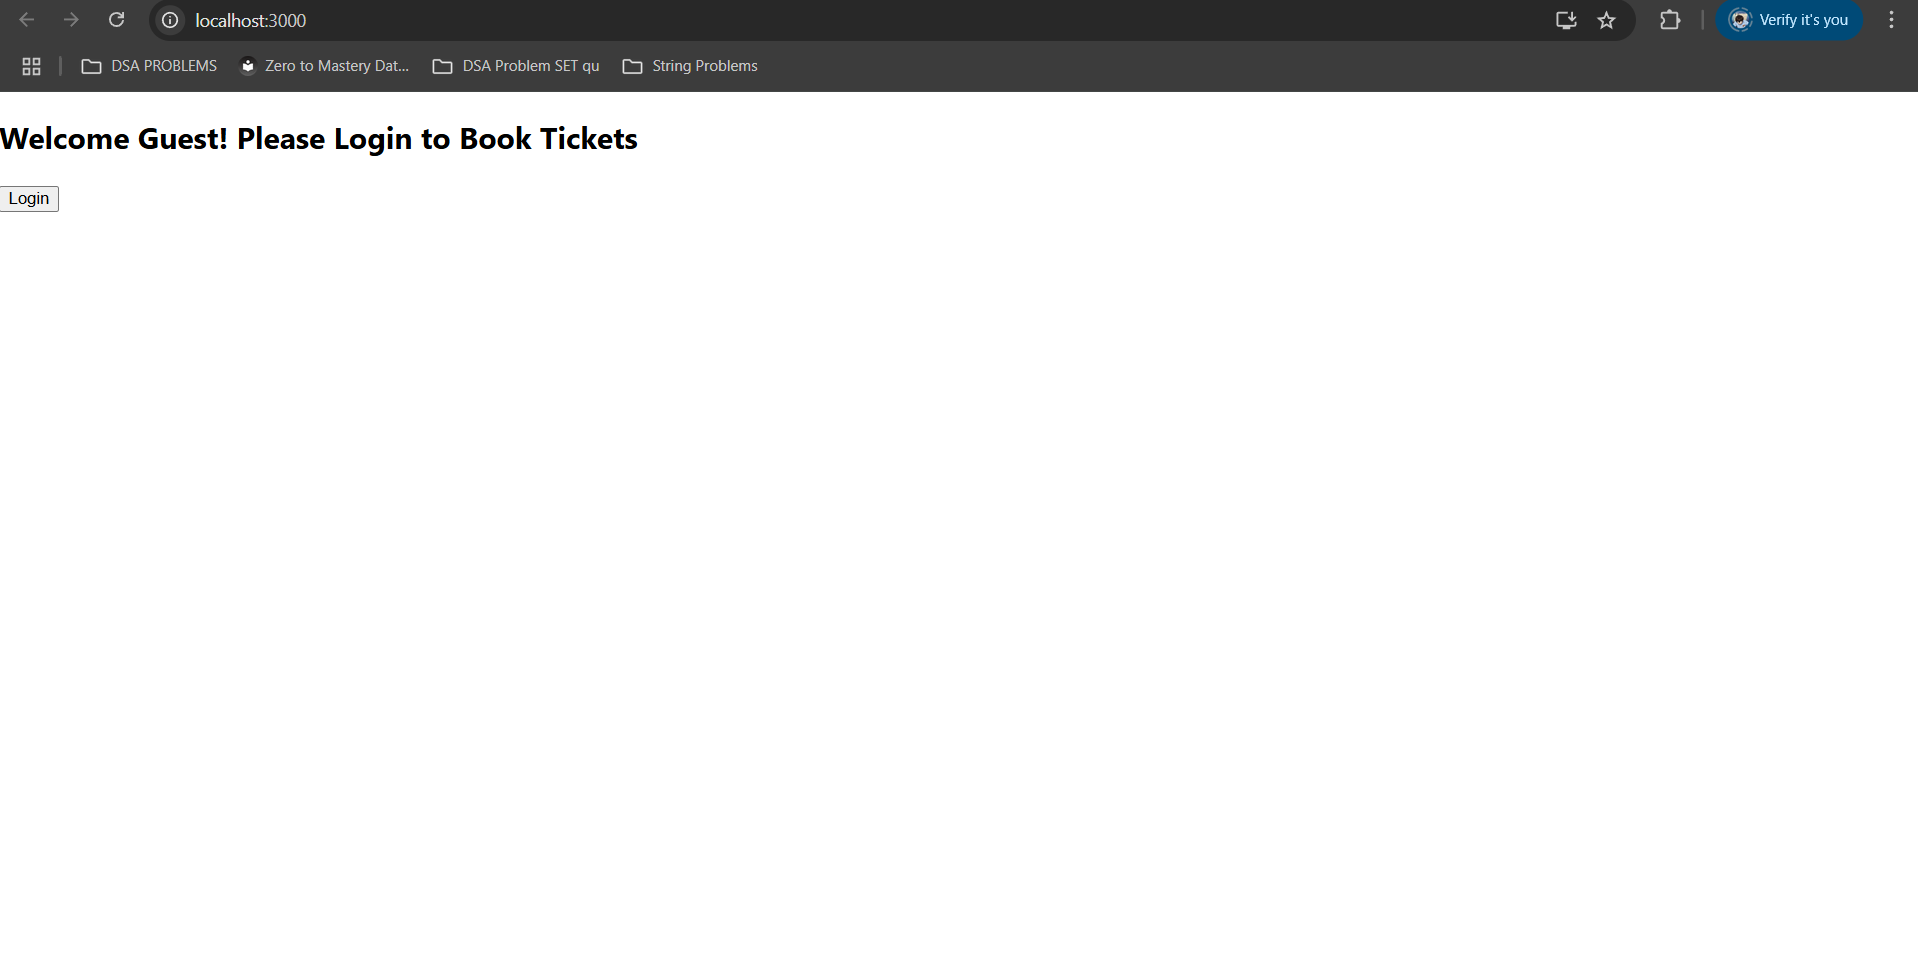 localhost:3000
Verify it's you
DSA PROBLEMS
Zero to Mastery Dat...
DSA Problem SET qu
String Problems
Welcome Guest! Please Login to Book Tickets
Login